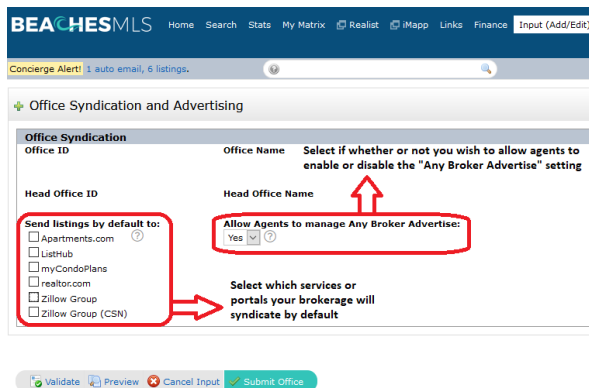 BEACHESMLS Home Search Stats My Matrix Realist iMapp Links Finance Input (Add/Edit)
Concierge Alert! 1 auto email, 6 listings.
Office Syndication and Advertising
Office Syndication
Office ID
Office Name
Select if whether or not you wish to allow agents to
enable or disable the "Any Broker Advertise" setting
Head Office ID
Head Office Name
Send listings by default to:
Apartments.com
ListHub
myCondoPlans
realtor.com
Zillow Group
Zillow Group (CSN)
Allow Agents to manage Any Broker Advertise:
Yes
Select which services or
portals your brokerage will
syndicate by default
Validate Preview Cancel Input Submit Office